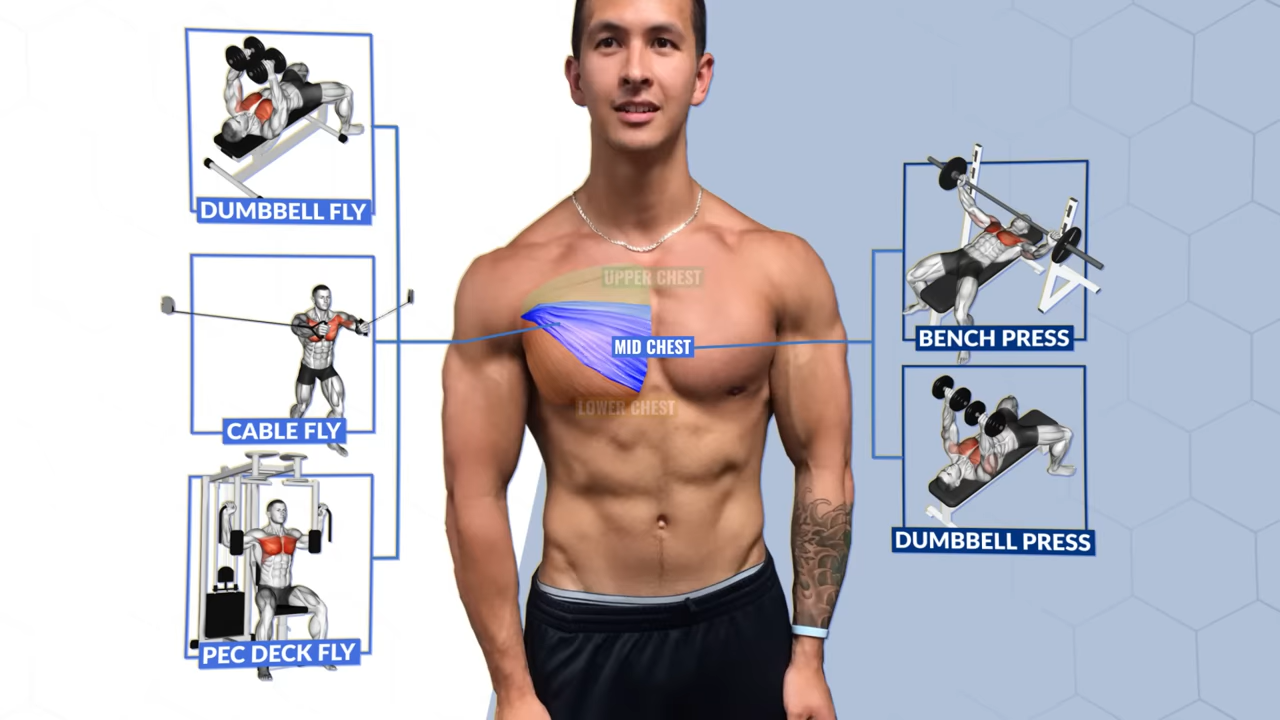 DUMBBELL FLY
CABLE FLY
PEC DECK FLY
UPPER CHEST
MID CHEST
LOWER CHEST
BENCH PRESS
DUMBBELL PRESS